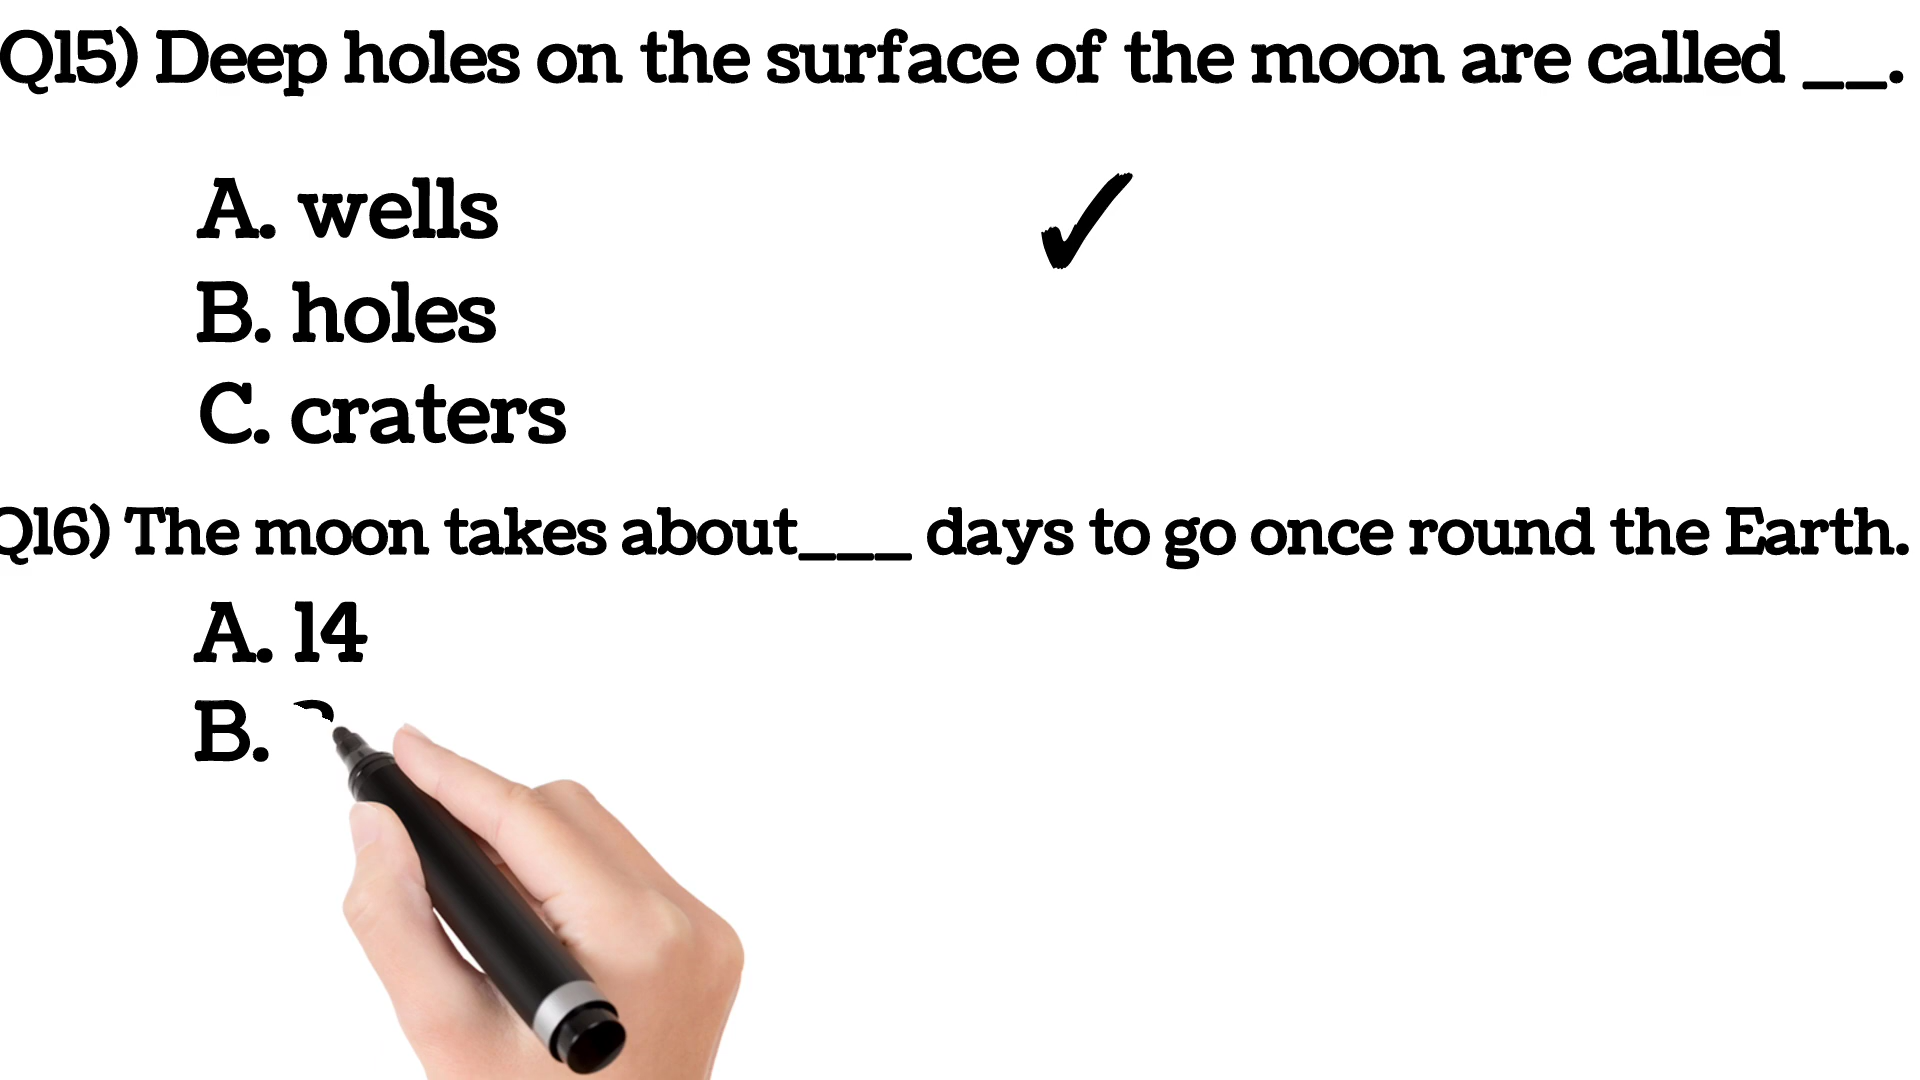 Q15) Deep holes on the surface of the moon are called __.
A. wells ✓
B. holes
C. craters
Q16) The moon takes about___ days to go once round the Earth.
A. 14
B.